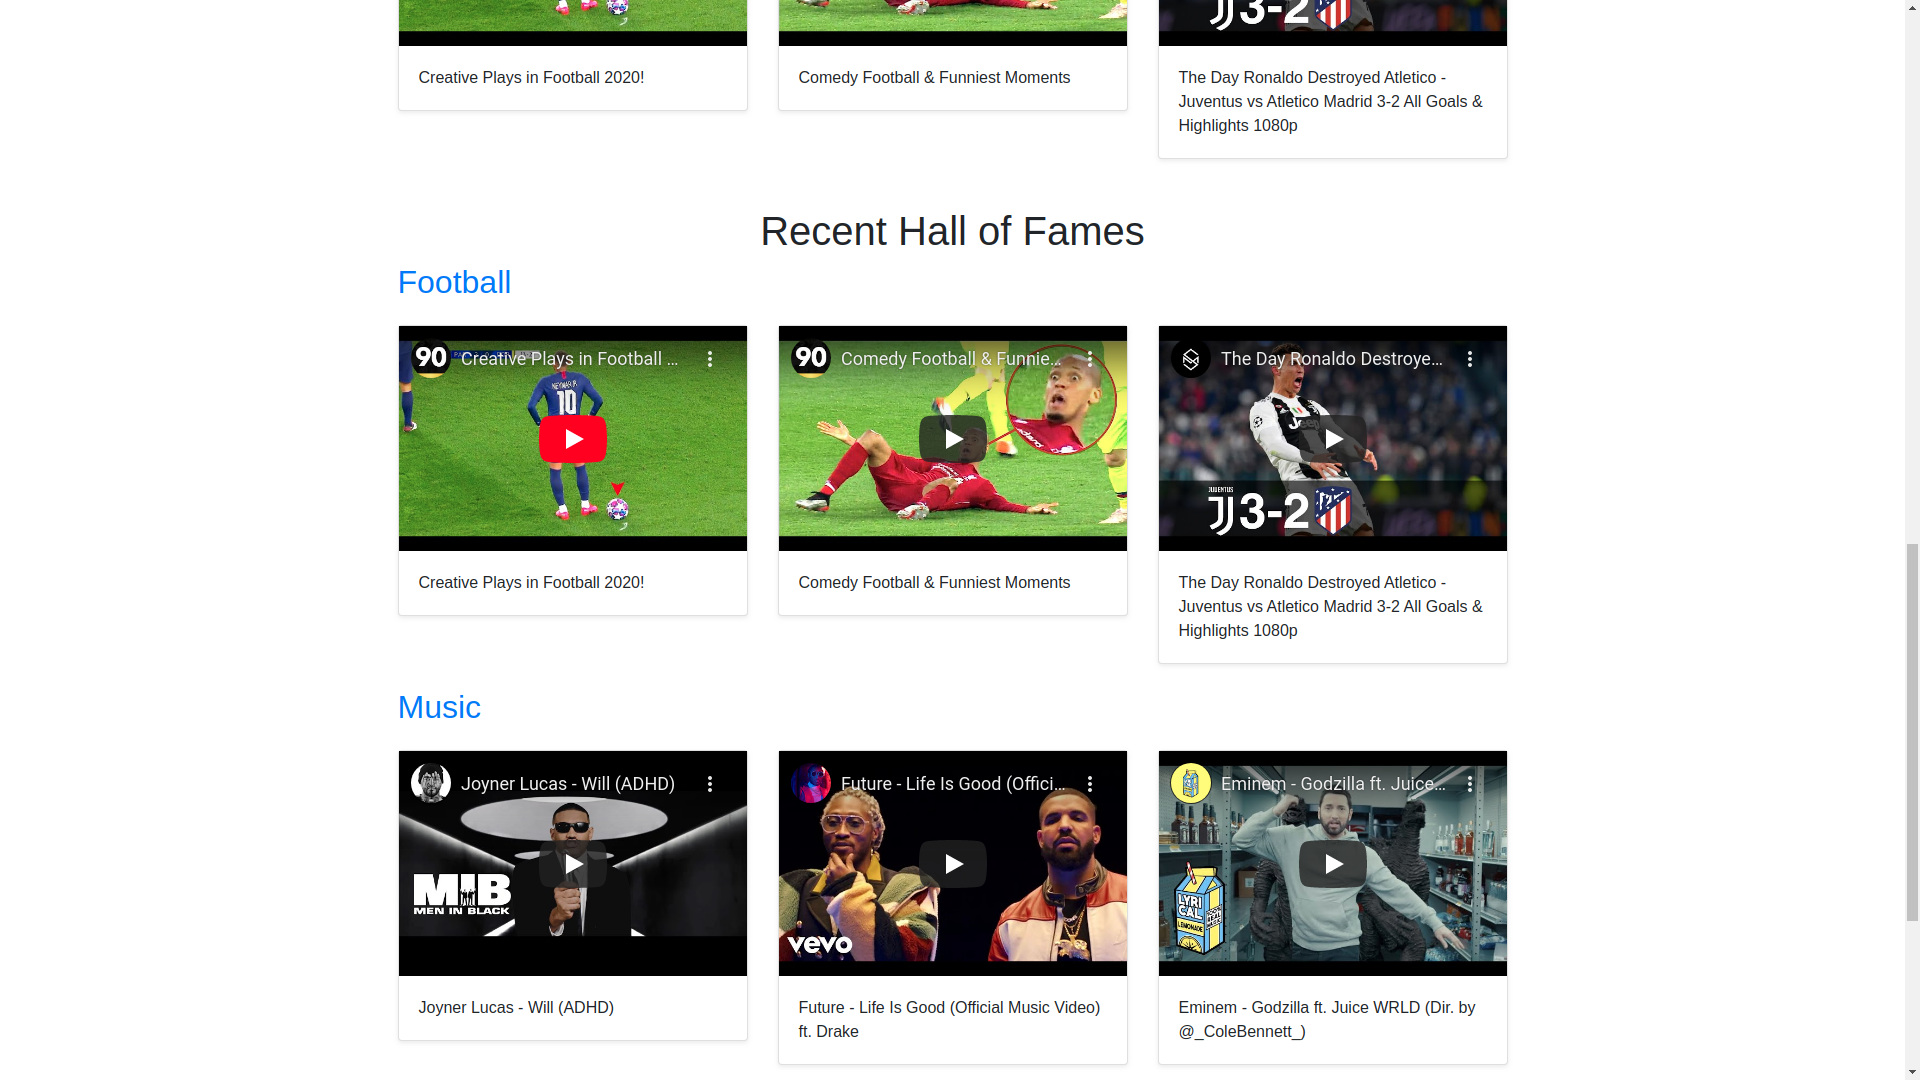 3-2
Creative Plays in Football 2020!
Comedy Football & Funniest Moments
The Day Ronaldo Destroyed Atletico -
Juventus vs Atletico Madrid 3-2 All Goals &
Highlights 1080p
Recent Hall of Fames
Football
90
Creative Plays in Football ...
NEYMAR JR
10
90
Comedy Football & Funnie...
The Day Ronaldo Destroye...
Jeep
JUVENTUS
3-2
Creative Plays in Football 2020!
Comedy Football & Funniest Moments
The Day Ronaldo Destroyed Atletico -
Juventus vs Atletico Madrid 3-2 All Goals &
Highlights 1080p
Music
Joyner Lucas - Will (ADHD)
MIB
MEN IN BLACK
Future - Life Is Good (Offici...
vevo
Eminem - Godzilla ft. Juice...
LYRI
CAL
LEMONADE
Joyner Lucas - Will (ADHD)
Future - Life Is Good (Official Music Video)
ft. Drake
Eminem - Godzilla ft. Juice WRLD (Dir. by
@_ColeBennett_)